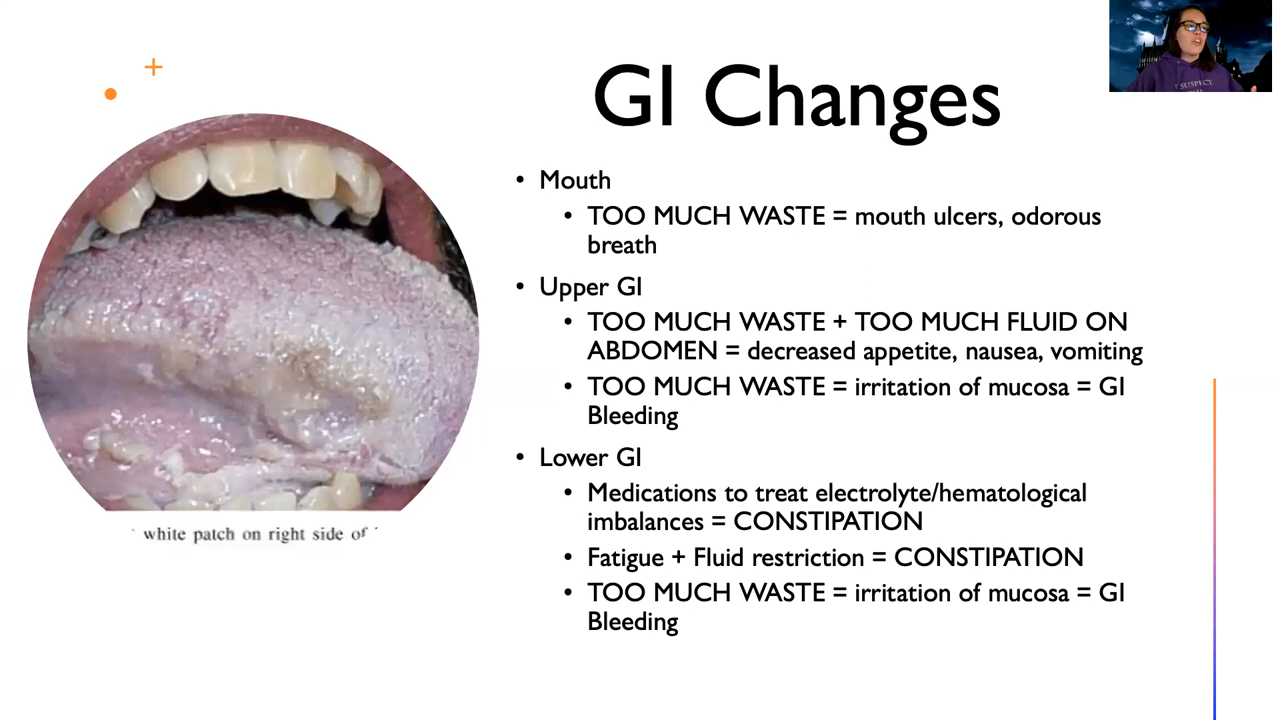 GI Changes
• Mouth
• TOO MUCH WASTE = mouth ulcers, odorous
breath
• Upper GI
• TOO MUCH WASTE + TOO MUCH FLUID ON
ABDOMEN = decreased appetite, nausea, vomiting
• TOO MUCH WASTE = irritation of mucosa = GI
Bleeding
• Lower GI
• Medications to treat electrolyte/hematological
imbalances = CONSTIPATION
• Fatigue + Fluid restriction = CONSTIPATION
• TOO MUCH WASTE = irritation of mucosa = GI
Bleeding
white patch on right side of
I SUSPECT